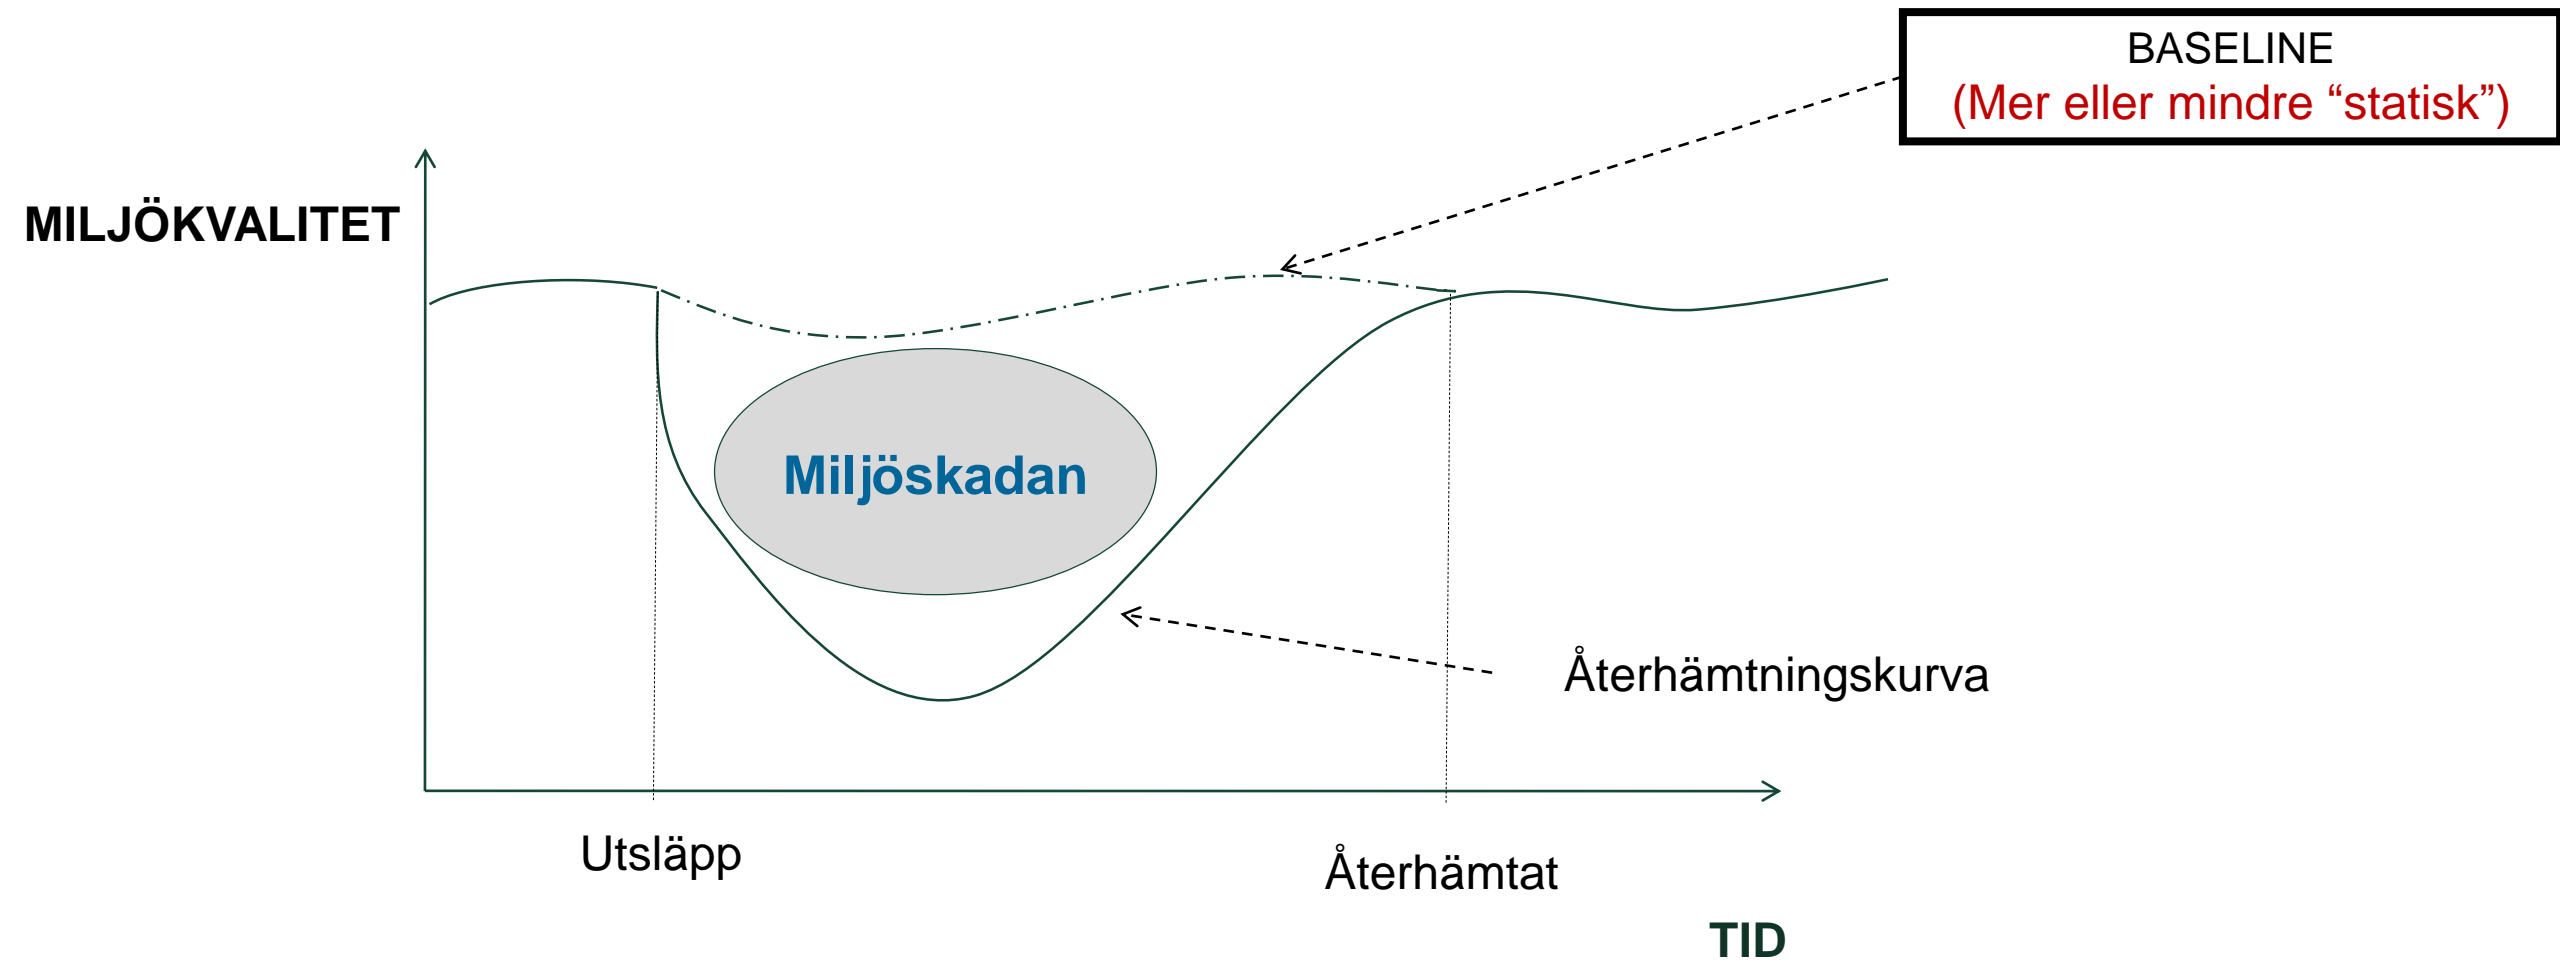 BASELINE
(Mer eller mindre “statisk”)
MILJÖKVALITET
Miljöskadan
Återhämtningskurva
Utsläpp
Återhämtat
TID